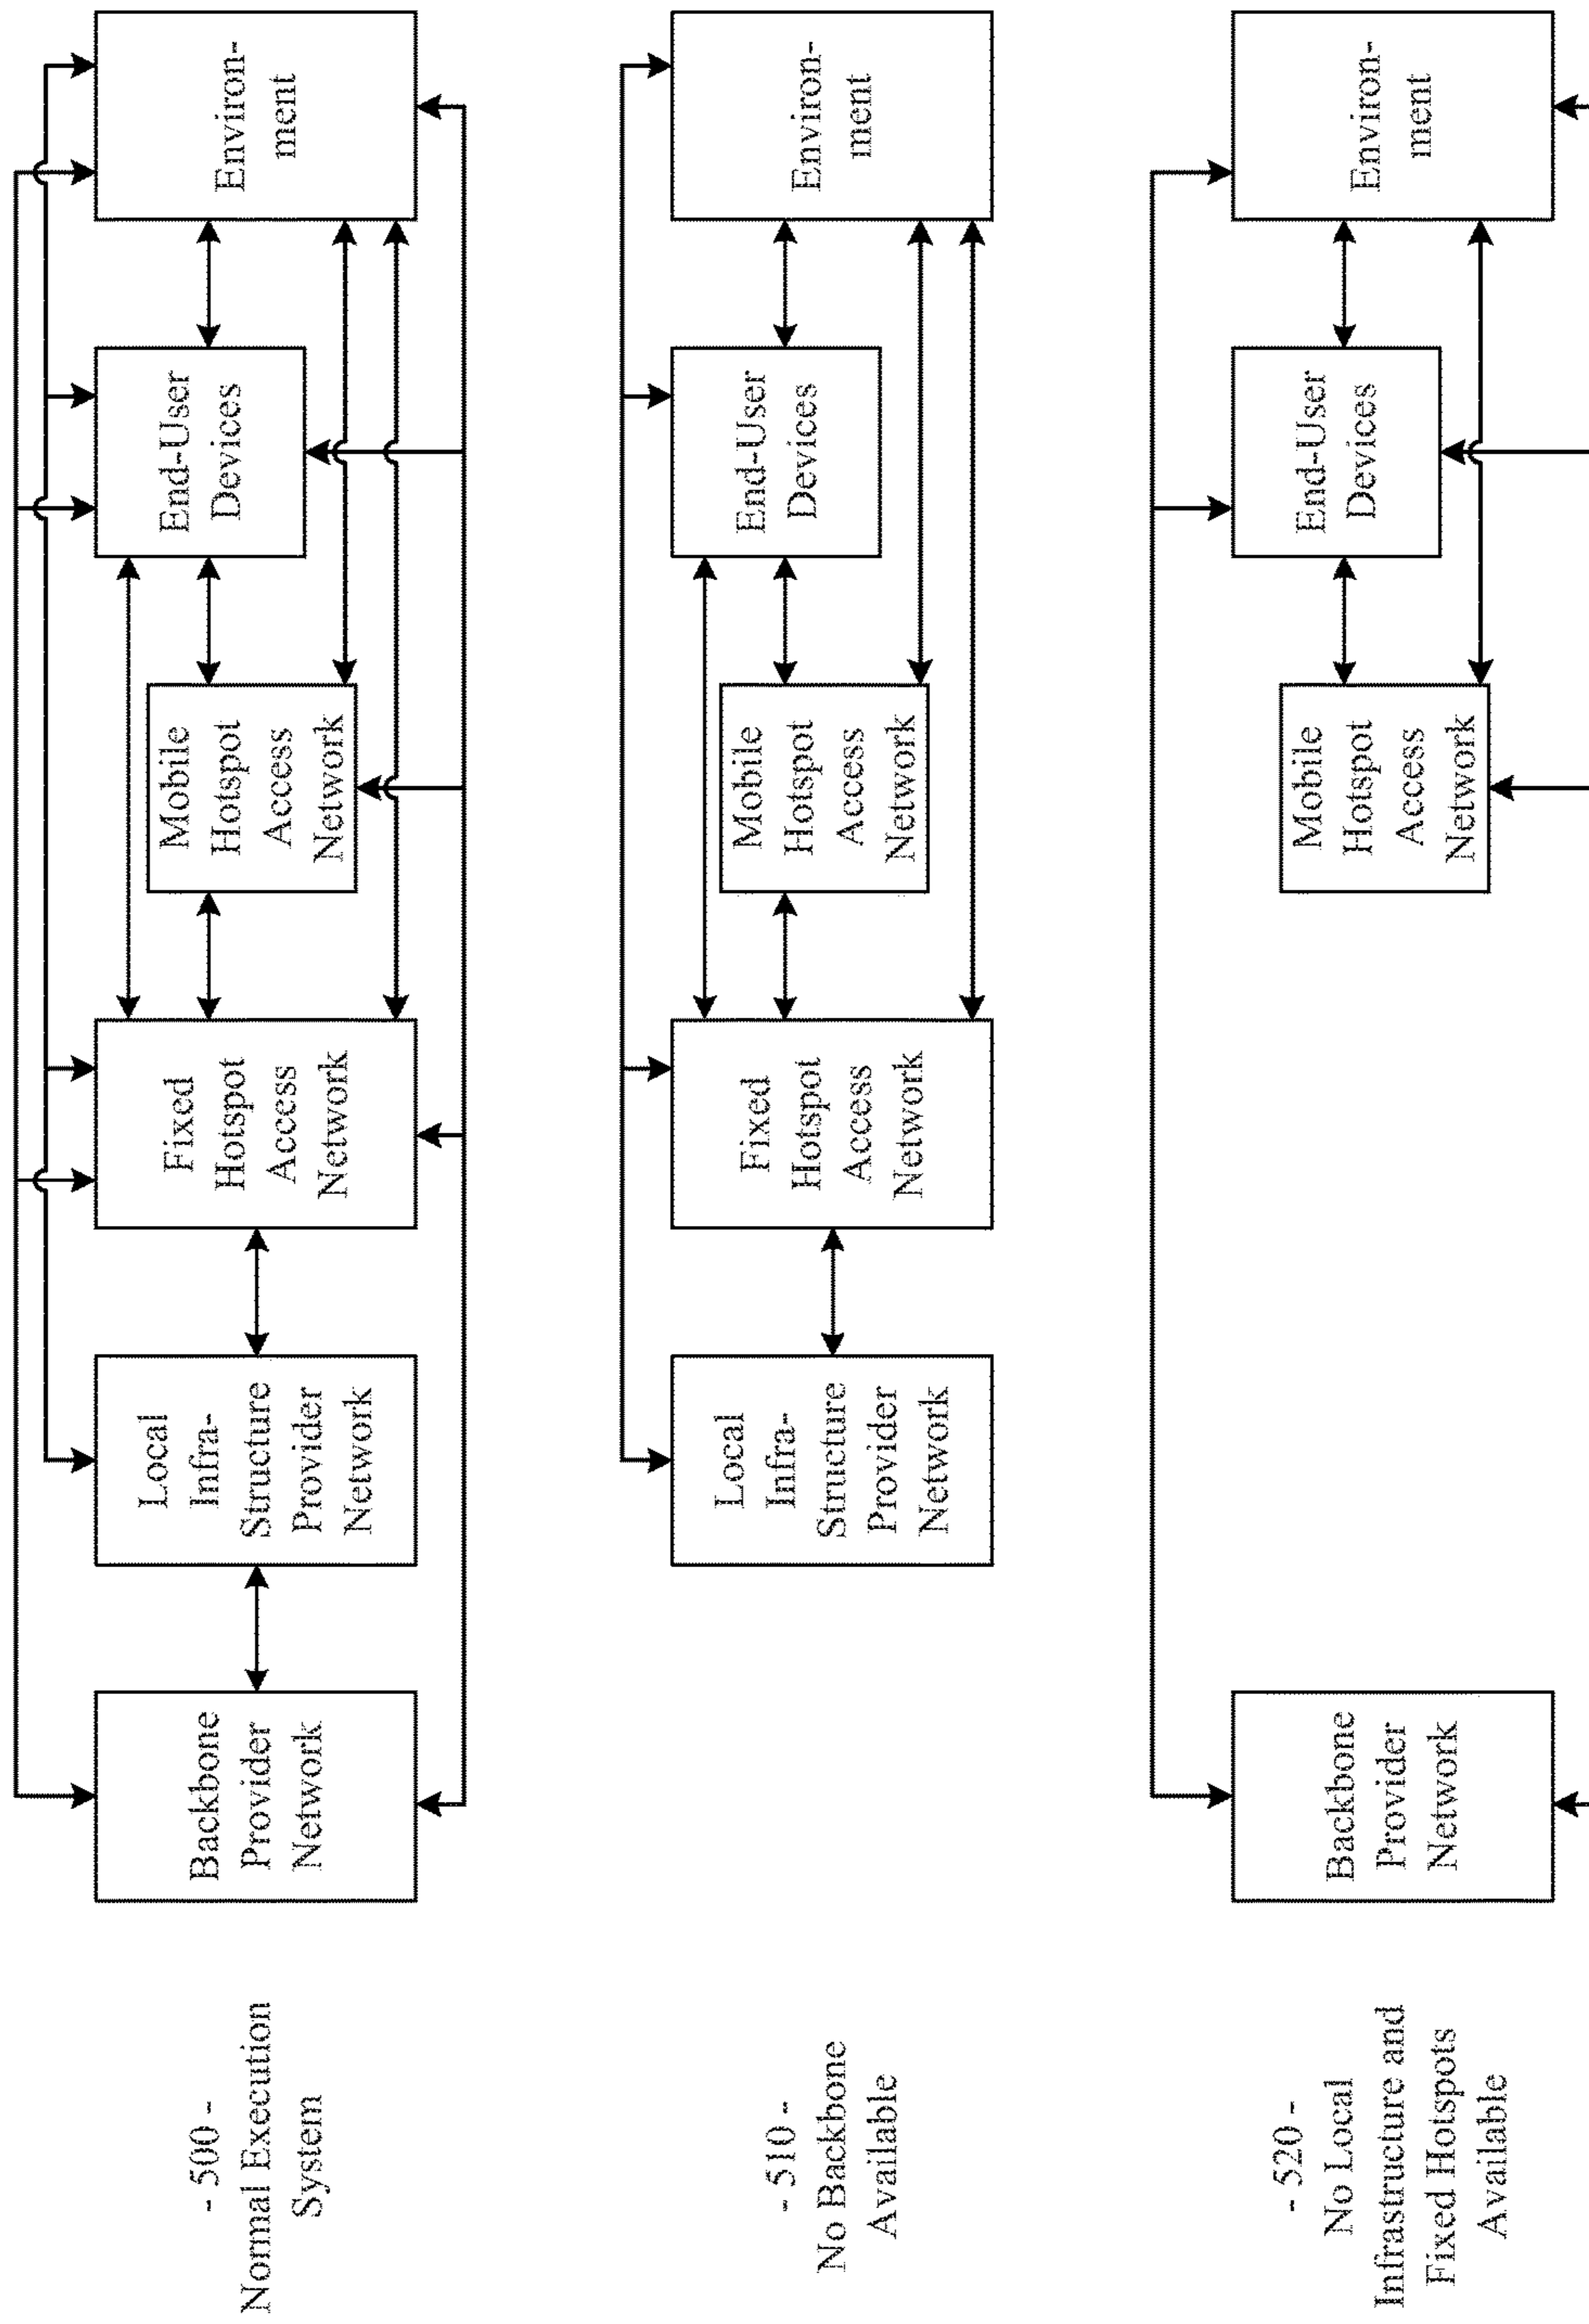 - 500 -
Normal Execution
System
Backbone
Provider
Network
Local
Infra-
Structure
Provider
Network
Fixed
Hotspot
Access
Network
Mobile
Hotspot
Access
Network
End-User
Devices
Environ-
ment
- 510 -
No Backbone
Available
Local
Infra-
Structure
Provider
Network
Fixed
Hotspot
Access
Network
Mobile
Hotspot
Access
Network
End-User
Devices
Environ-
ment
- 520 -
No Local
Infrastructure and
Fixed Hotspots
Available
Backbone
Provider
Network
Mobile
Hotspot
Access
Network
End-User
Devices
Environ-
ment